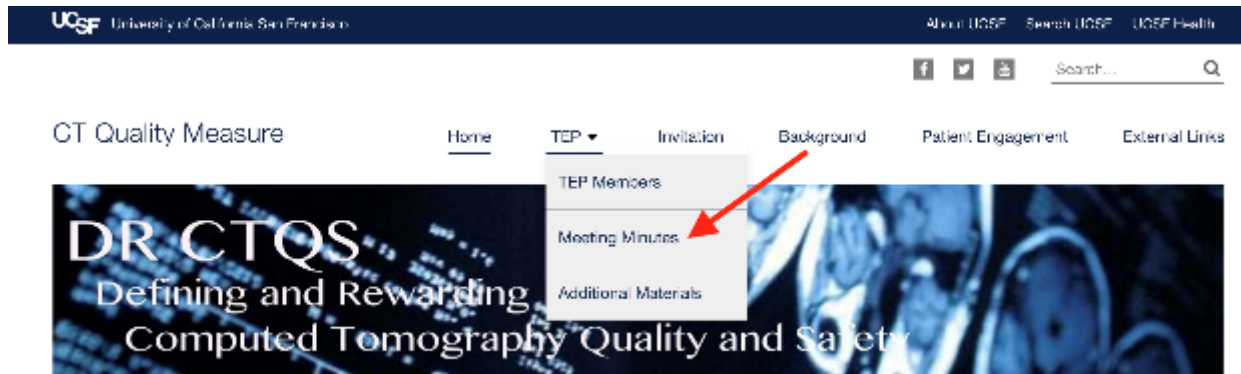 UCSF University of California San Francisco
About UCSF Search UCSF UCSF Health
Search...
CT Quality Measure Home TEP Invitation Background Patient Engagement External Links
TEP Members
Meeting Minutes
Additional Materials
DR CTQS
Defining and Rewarding
Computed Tomography Quality and Safety